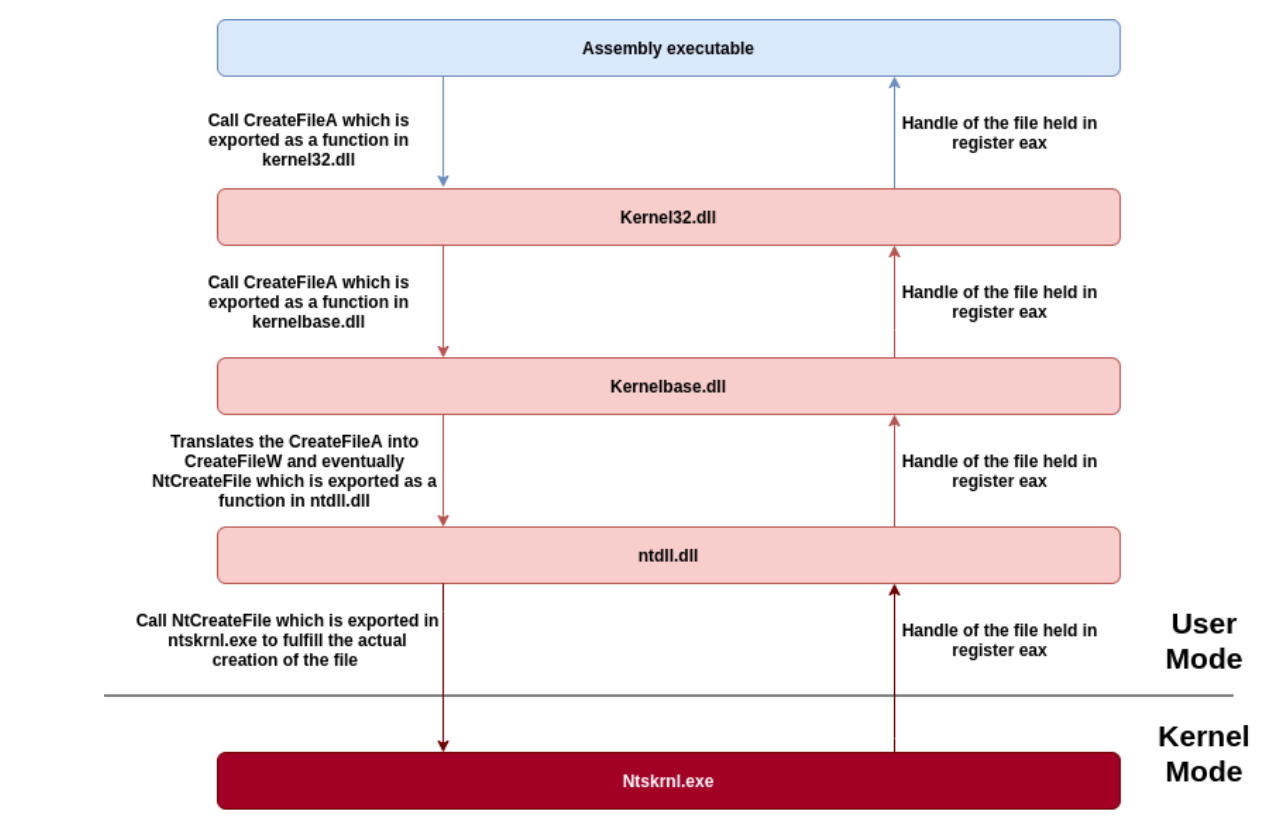 Assembly executable
Call CreateFileA which is
exported as a function in
kernel32.dll
Handle of the file held in
register eax
Kernel32.dll
Call CreateFileA which is
exported as a function in
kernelbase.dll
Handle of the file held in
register eax
Kernelbase.dll
Translates the CreateFileA into
CreateFileW and eventually
NtCreateFile which is exported as a
function in ntdll.dll
Handle of the file held in
register eax
ntdll.dll
Call NtCreateFile which is exported in
ntskrnl.exe to fulfill the actual
creation of the file
Handle of the file held in
register eax
User
Mode
Kernel
Mode
Ntskrnl.exe